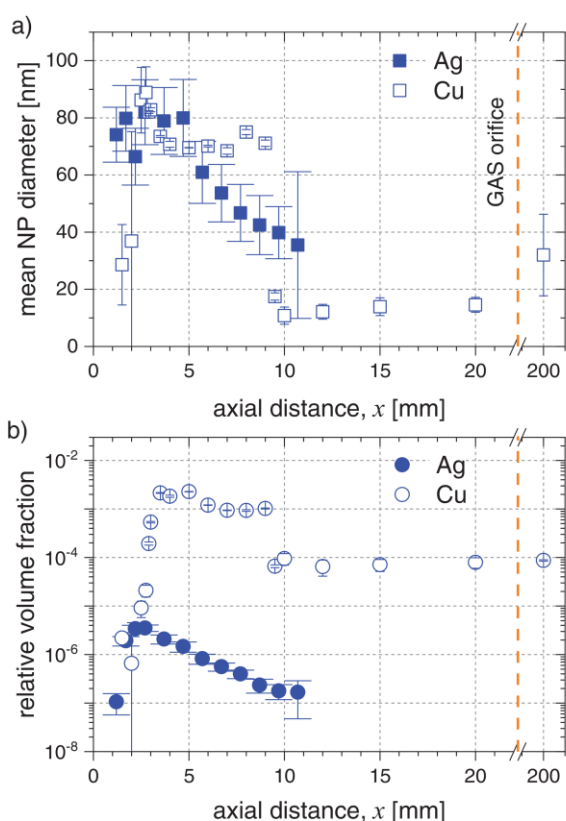 a)
100
80
60
40
20
0
mean NP diameter [nm]
Ag
Cu
GAS orifice
0 5 10 15 20 200
axial distance, x [mm]
b)
10⁻²
10⁻⁴
10⁻⁶
10⁻⁸
relative volume fraction
Ag
Cu
0 5 10 15 20 200
axial distance, x [mm]